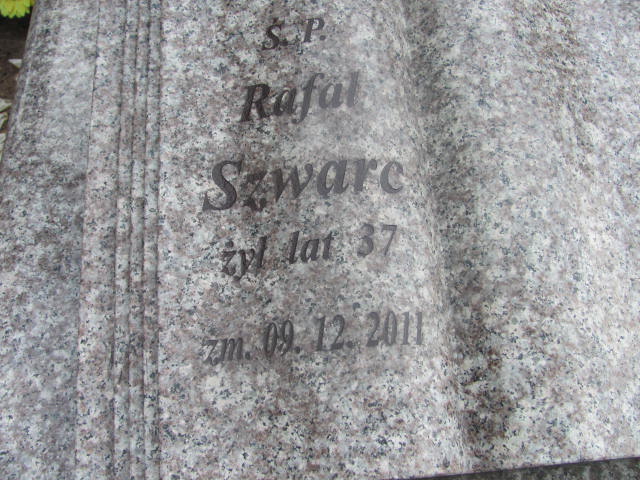 Ś. P.
Rafał
Szwarc
żył lat 37
zm. 09. 12. 2011